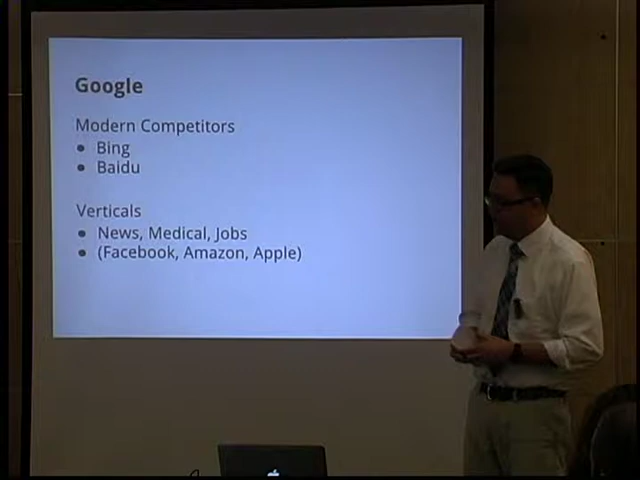 Google
Modern Competitors
● Bing
● Baidu
Verticals
● News, Medical, Jobs
● (Facebook, Amazon, Apple)